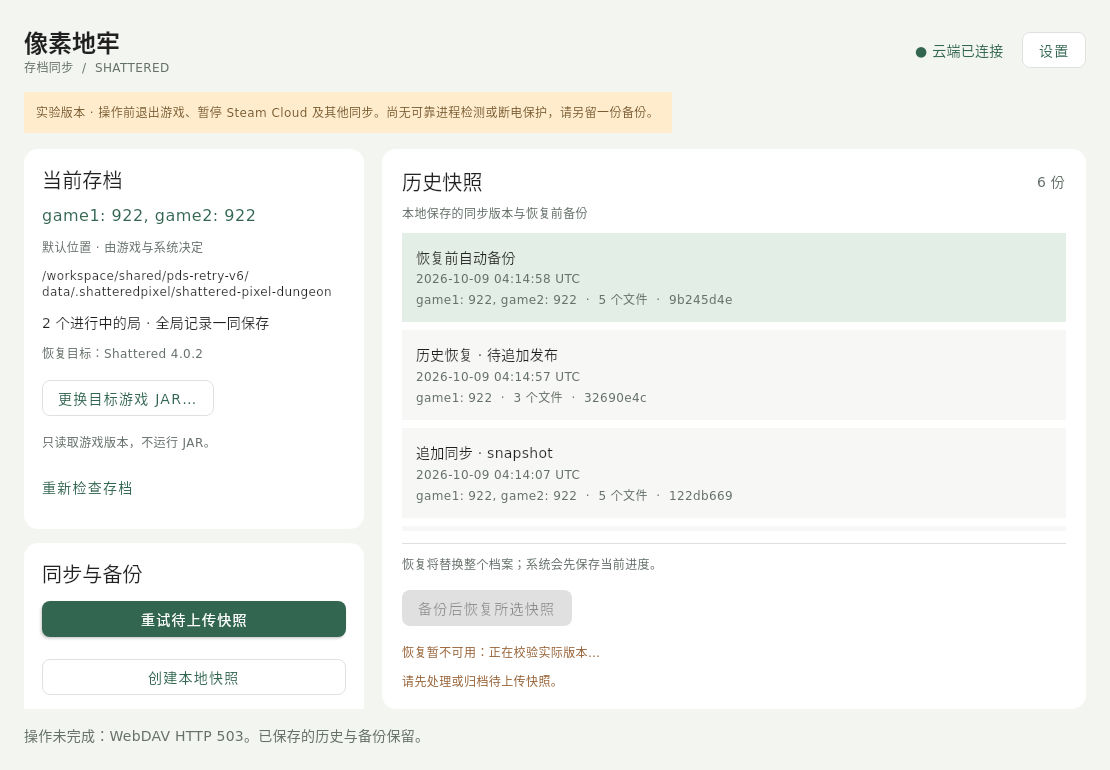 像素地牢
存档同步 / SHATTERED
云端已连接
设置
实验版本 · 操作前退出游戏、暂停 Steam Cloud 及其他同步。尚无可靠进程检测或断电保护，请另留一份备份。
当前存档
game1: 922, game2: 922
默认位置 · 由游戏与系统决定
/workspace/shared/pds-retry-v6/
data/.shatteredpixel/shattered-pixel-dungeon
2 个进行中的局 · 全局记录一同保存
恢复目标：Shattered 4.0.2
更换目标游戏 JAR…
只读取游戏版本，不运行 JAR。
重新检查存档
同步与备份
重试待上传快照
创建本地快照
历史快照
6 份
本地保存的同步版本与恢复前备份
恢复前自动备份
2026-10-09 04:14:58 UTC
game1: 922, game2: 922 · 5 个文件 · 9b245d4e
历史恢复 · 待追加发布
2026-10-09 04:14:57 UTC
game1: 922 · 3 个文件 · 32690e4c
追加同步 · snapshot
2026-10-09 04:14:07 UTC
game1: 922, game2: 922 · 5 个文件 · 122db669
恢复将替换整个档案；系统会先保存当前进度。
备份后恢复所选快照
恢复暂不可用：正在校验实际版本…
请先处理或归档待上传快照。
操作未完成：WebDAV HTTP 503。已保存的历史与备份保留。